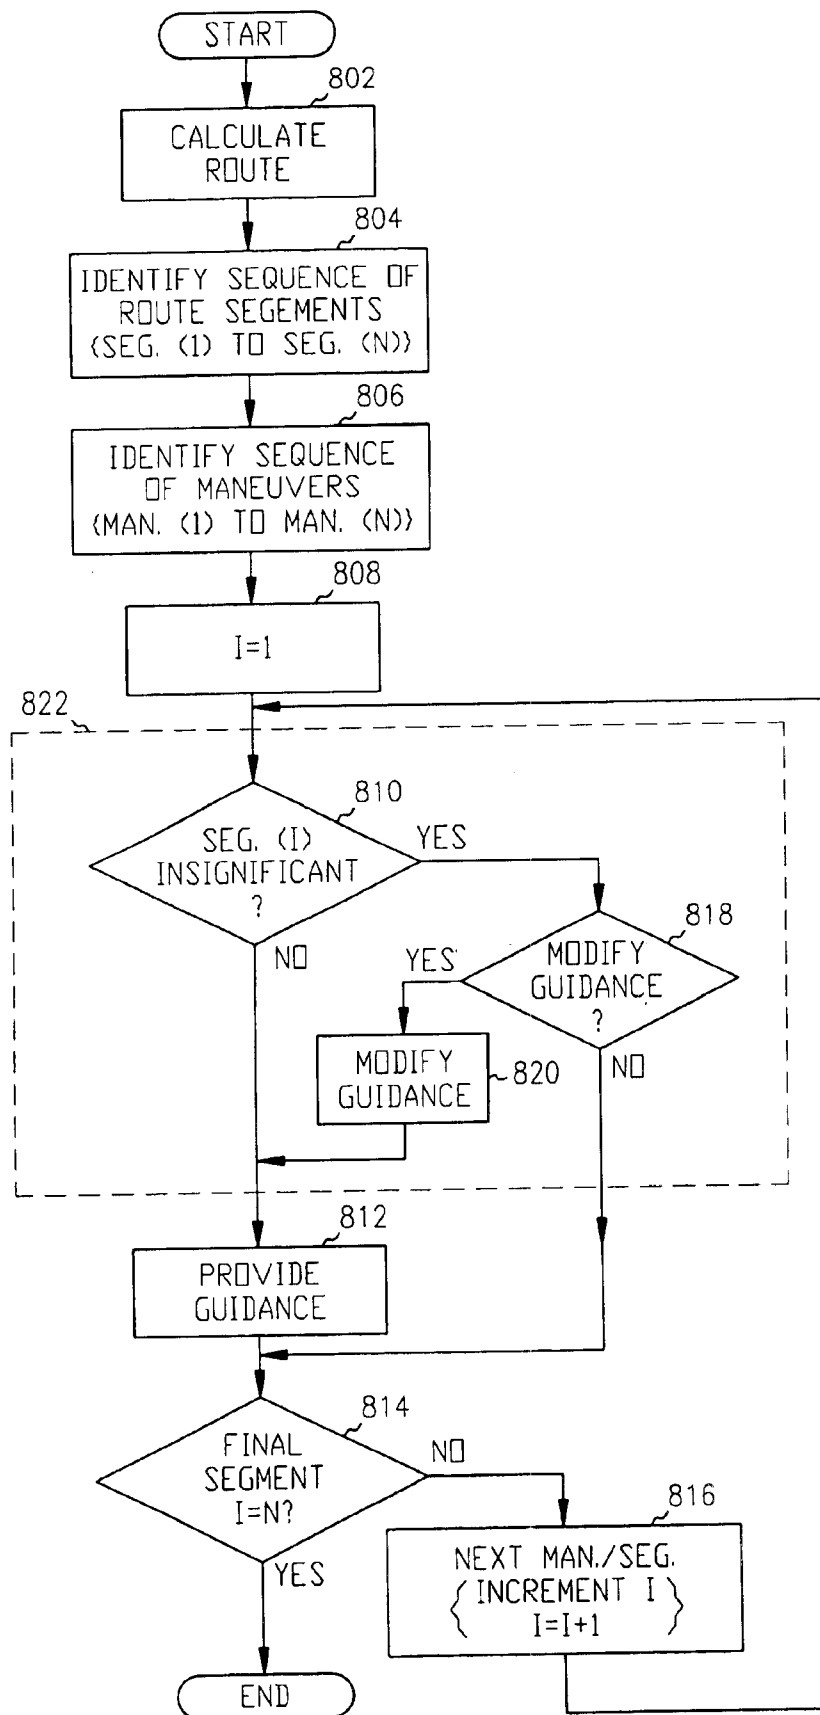 START
802
CALCULATE
ROUTE
804
IDENTIFY SEQUENCE OF
ROUTE SEGEMENTS
{SEG. (1) TO SEG. (N)}
806
IDENTIFY SEQUENCE
OF MANEUVERS
{MAN. (1) TO MAN. (N)}
808
I=1
822
810
SEG. (I)
INSIGNIFICANT
?
YES
NO
818
MODIFY
GUIDANCE
?
YES
NO
MODIFY
GUIDANCE
820
812
PROVIDE
GUIDANCE
814
FINAL
SEGMENT
I=N?
NO
YES
816
NEXT MAN./SEG.
{INCREMENT I
I=I+1}
END